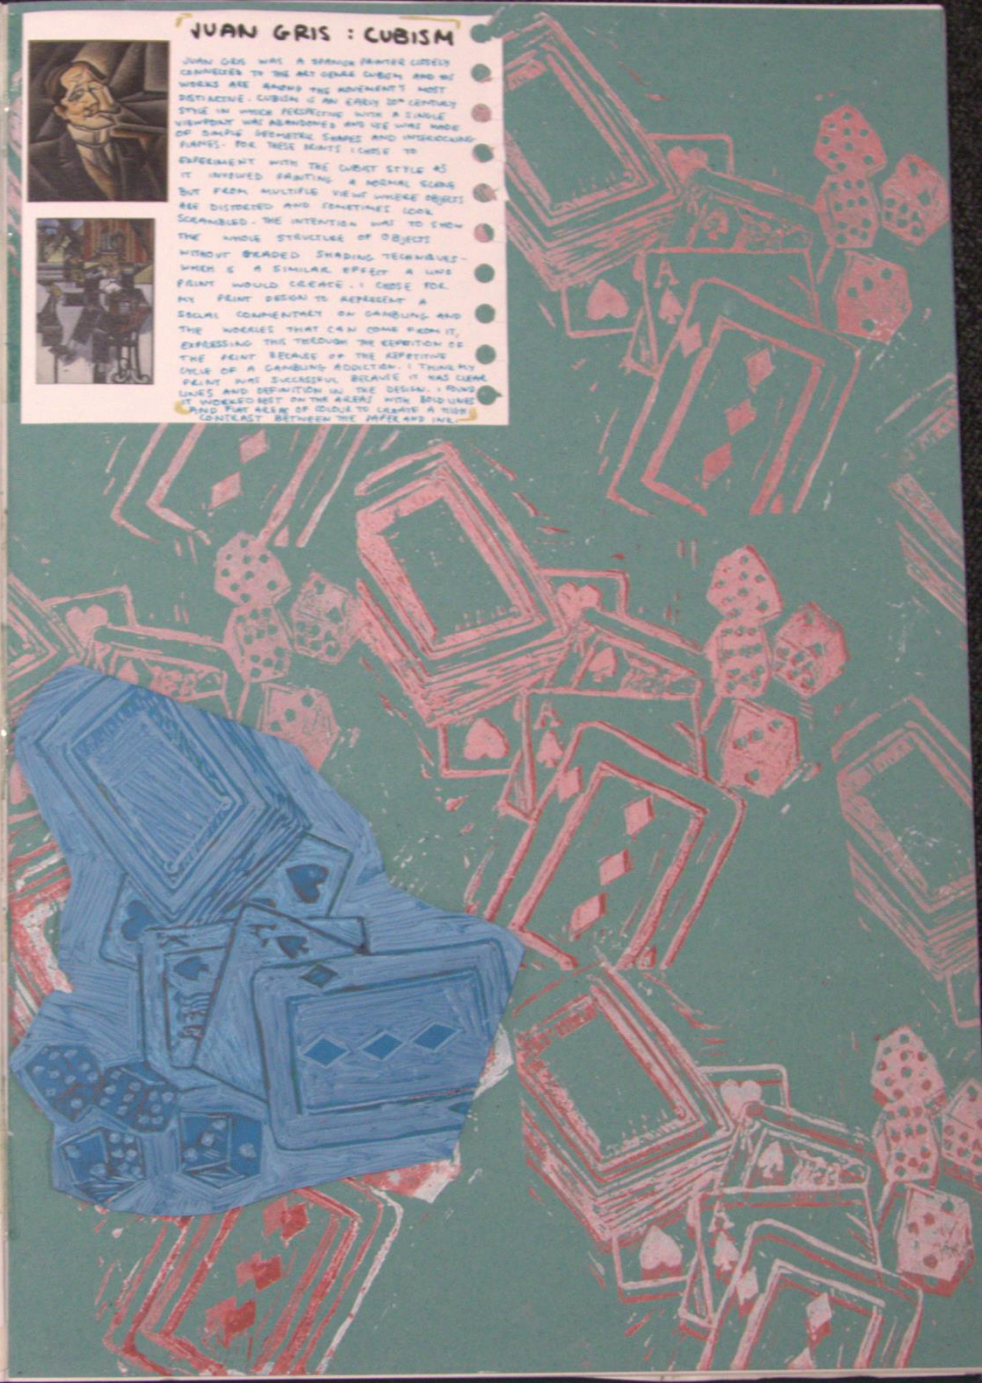 JUAN GRIS : CUBISM
JUAN GRIS WAS A SPANISH PAINTER CLOSELY
CONNECTED TO THE ART GENRE CUBISM AND HIS
WORKS ARE AMONG THE MOVEMENT'S MOST
DISTINCTIVE. CUBISM IS AN EARLY 20TH CENTURY
STYLE IN WHICH PERSPECTIVE WITH A SINGLE
VIEWPOINT WAS ABANDONED AND USE WAS MADE
OF SIMPLE GEOMETRIC SHAPES AND INTERLOCKING
PLANES. FOR THESE PRINTS I CHOSE TO
EXPERIMENT WITH THE CUBIST STYLE AS
IT INVOLVED PAINTING A NORMAL SCENE
BUT FROM MULTIPLE VIEWS WHERE OBJECTS
ARE DISTORTED AND SOMETIMES LOOK
SCRAMBLED. THE INTENTION WAS TO SHOW
THE WHOLE STRUCTURE OF OBJECTS
WITHOUT GRADED SHADING TECHNIQUES-
WHICH IS A SIMILAR EFFECT A LINO
PRINT WOULD CREATE. I CHOSE FOR
MY PRINT DESIGN TO REPRESENT A
SOCIAL COMMENTARY ON GAMBLING AND
THE WORRIES THAT CAN COME FROM IT,
EXPRESSING THIS THROUGH THE REPETITION OF
THE PRINT BECAUSE OF THE REPETITIVE
CYCLE OF A GAMBLING ADDICTION. I THINK MY
PRINT WAS SUCCESSFUL BECAUSE IT HAS CLEAR
LINES AND DEFINITION IN THE DESIGN. I FOUND
IT WORKED BEST ON THE AREAS WITH BOLD LINES
AND FLAT AREAS OF COLOUR TO CREATE A HIGH
CONTRAST BETWEEN THE PAPER AND INK.
A
A
A
K